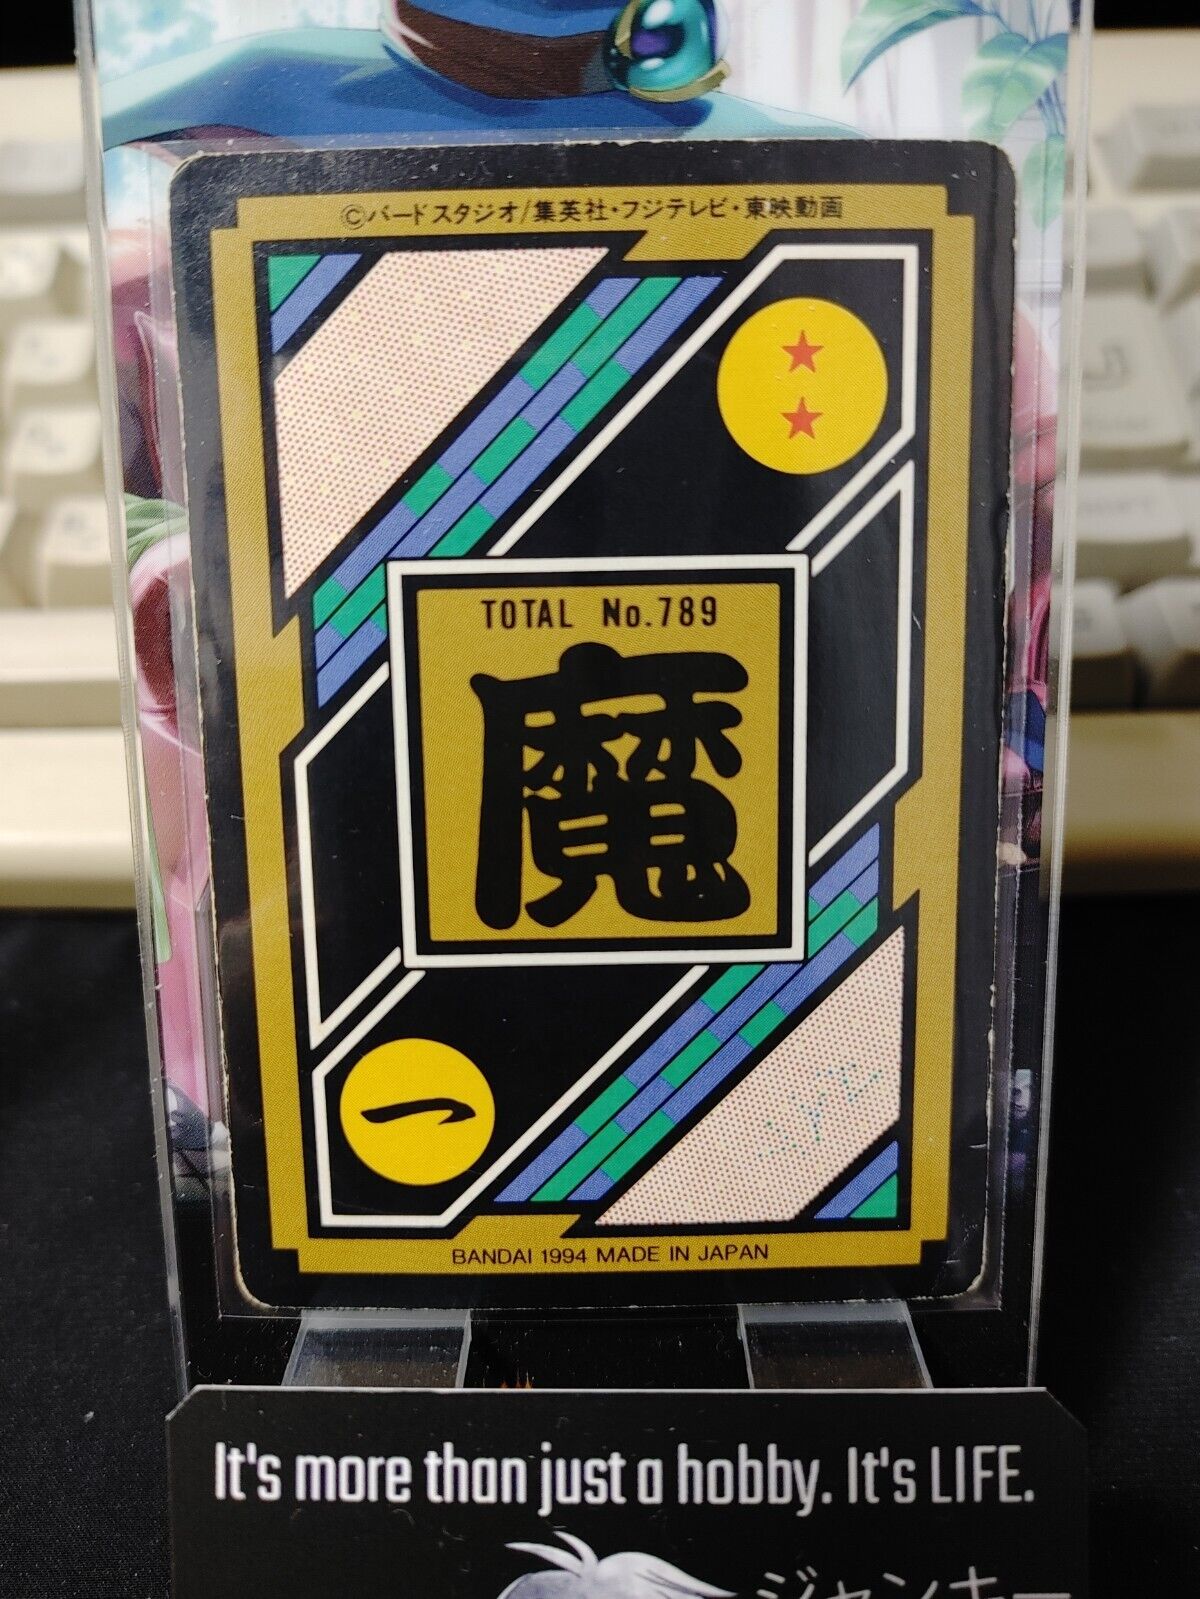 ©バードスタジオ/集英社・フジテレビ・東映動画
TOTAL No.789
魔
一
BANDAI 1994 MADE IN JAPAN
It's more than just a hobby. It's LIFE.
ジャンキー